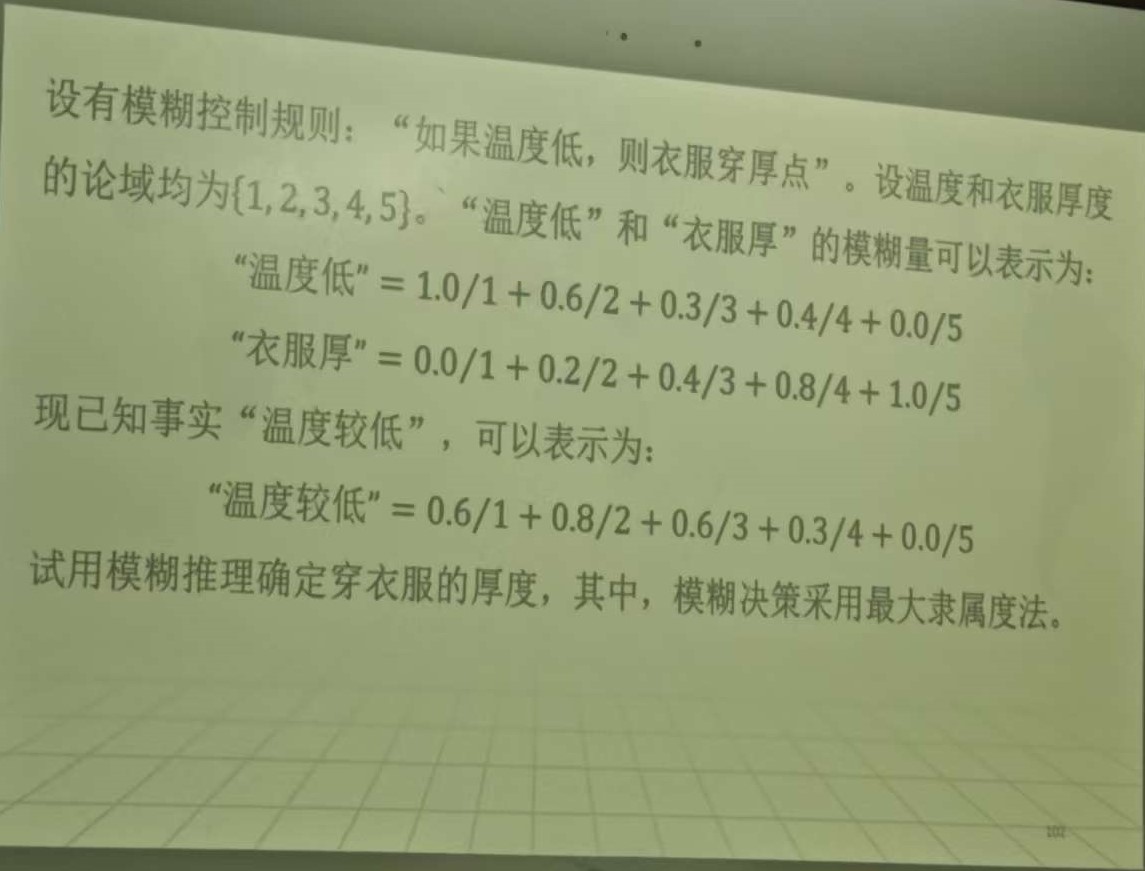 设有模糊控制规则：“如果温度低，则衣服穿厚点”。设温度和衣服厚度
的论域均为{1,2,3,4,5}。“温度低”和“衣服厚”的模糊量可以表示为：
“温度低” = 1.0/1 + 0.6/2 + 0.3/3 + 0.4/4 + 0.0/5
“衣服厚” = 0.0/1 + 0.2/2 + 0.4/3 + 0.8/4 + 1.0/5
现已知事实“温度较低”，可以表示为：
“温度较低” = 0.6/1 + 0.8/2 + 0.6/3 + 0.3/4 + 0.0/5
试用模糊推理确定穿衣服的厚度，其中，模糊决策采用最大隶属度法。
102